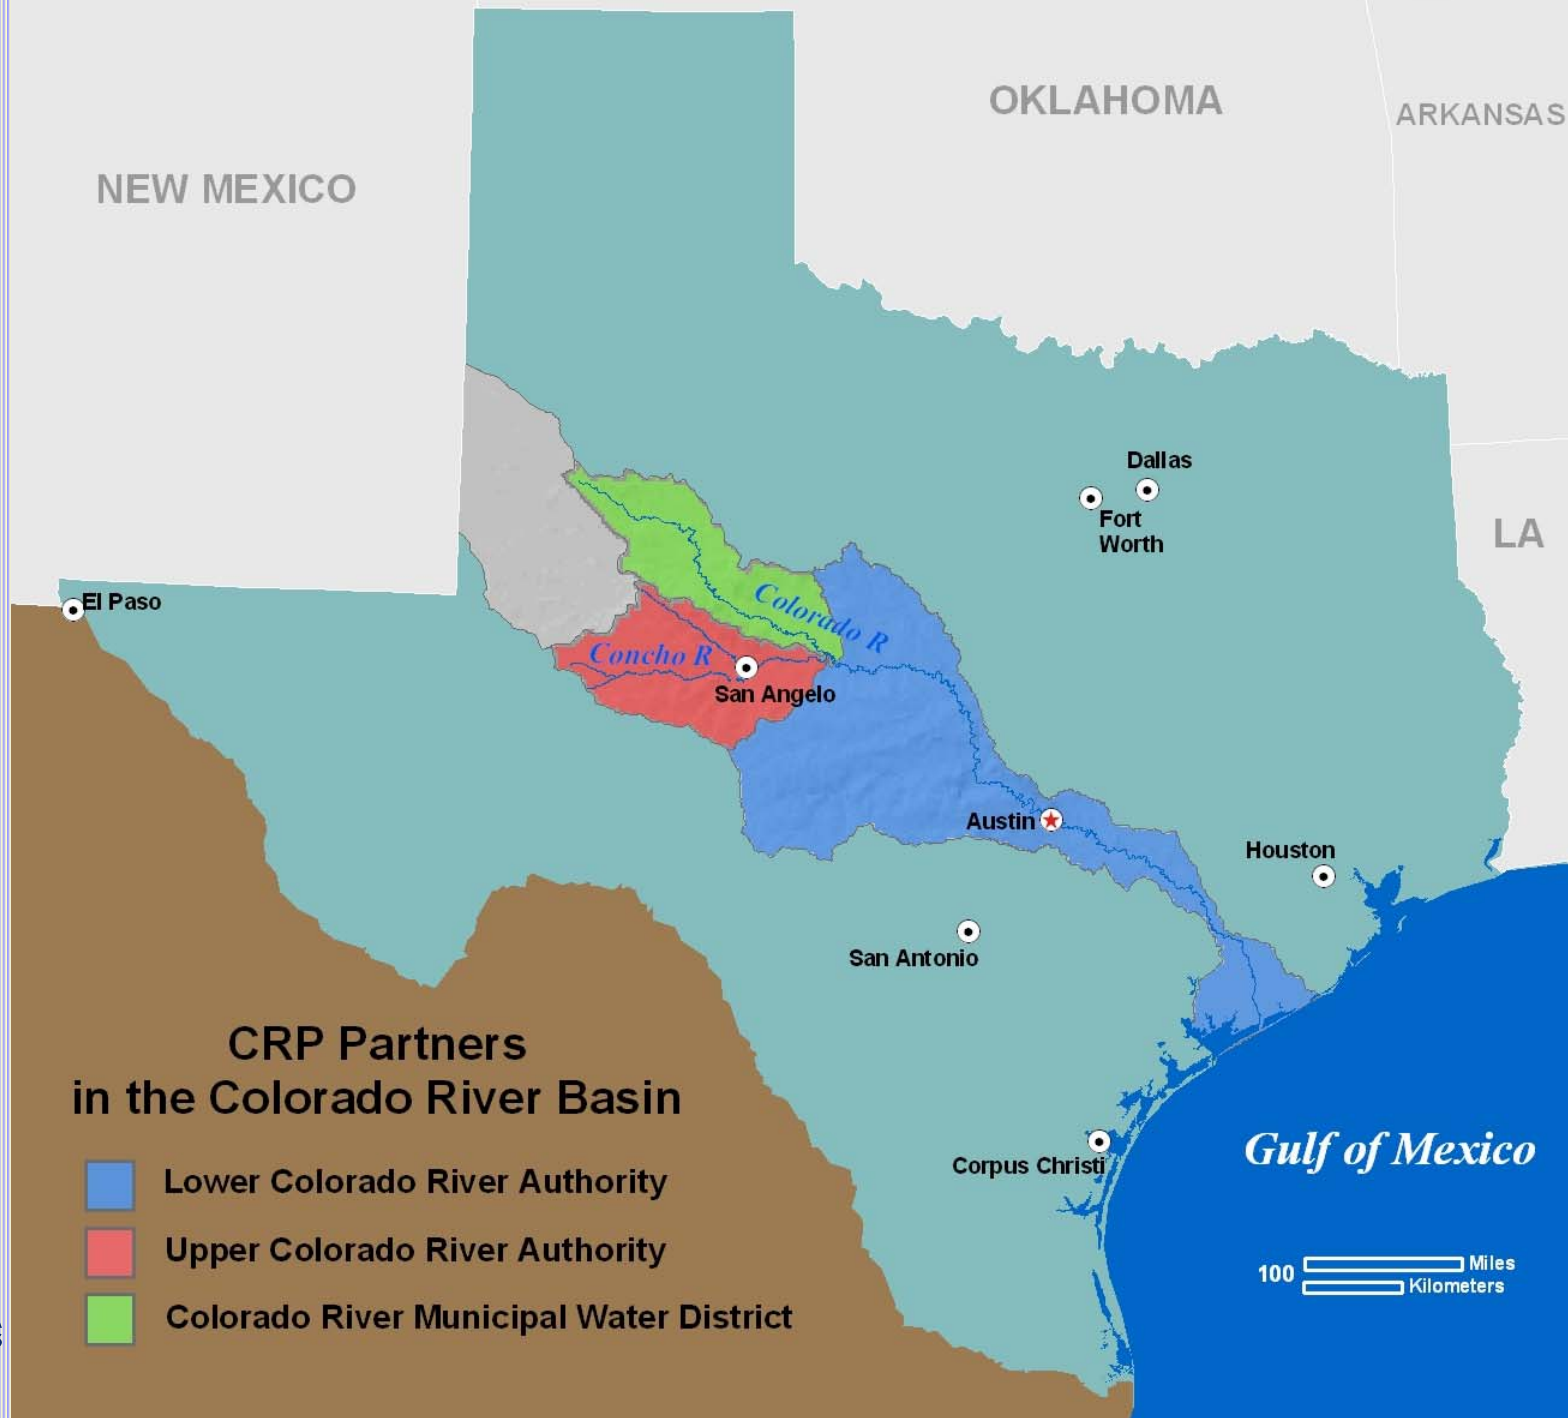 OKLAHOMA
ARKANSAS
NEW MEXICO
Dallas
Fort
Worth
LA
El Paso
Colorado R
Concho R
San Angelo
Austin
Houston
San Antonio
CRP Partners
in the Colorado River Basin
Lower Colorado River Authority
Upper Colorado River Authority
Colorado River Municipal Water District
Corpus Christi
Gulf of Mexico
100 Miles
Kilometers